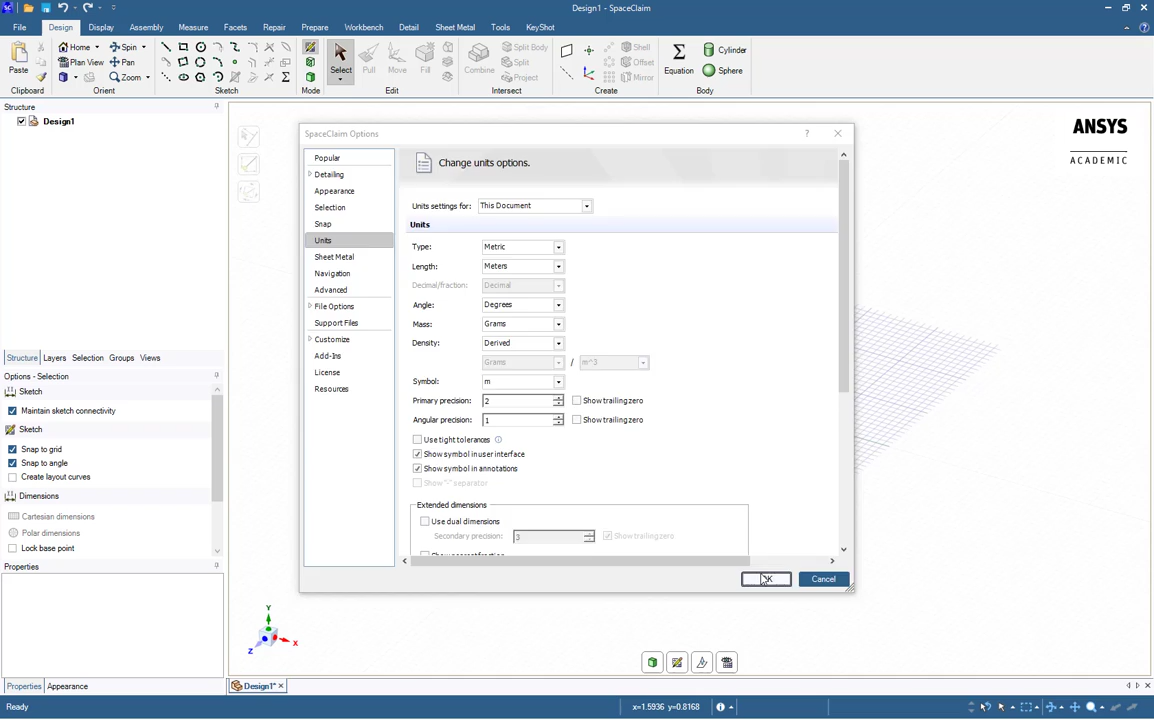 Design1 - SpaceClaim
File Design Display Assembly Measure Facets Repair Prepare Workbench Detail Sheet Metal Tools KeyShot
Paste
Home
Plan View
Spin
Pan
Zoom
Select
Pull
Move
Fill
Combine
Split Body
Split
Project
Shell
Offset
Mirror
Equation
Cylinder
Sphere
Clipboard Orient Sketch Mode Edit Intersect Create Body
Structure
Design1
Structure Layers Selection Groups Views
Options - Selection
Sketch
Maintain sketch connectivity
Sketch
Snap to grid
Snap to angle
Create layout curves
Dimensions
Cartesian dimensions
Polar dimensions
Lock base point
Properties
Properties Appearance
Ready
SpaceClaim Options
Popular
Detailing
Appearance
Selection
Snap
Units
Sheet Metal
Navigation
Advanced
File Options
Support Files
Customize
Add-Ins
License
Resources
Change units options.
Units settings for: This Document
Units
Type: Metric
Length: Meters
Decimal/fraction: Decimal
Angle: Degrees
Mass: Grams
Density: Derived
Grams / m^3
Symbol: m
Primary precision: 2 Show trailing zero
Angular precision: 1 Show trailing zero
Use tight tolerances
Show symbol in user interface
Show symbol in annotations
Show "-" separator
Extended dimensions
Use dual dimensions
Secondary precision: 3 Show trailing zero
OK Cancel
ANSYS
ACADEMIC
Y
X
Z
Design1*
x=1.5936 y=0.8168